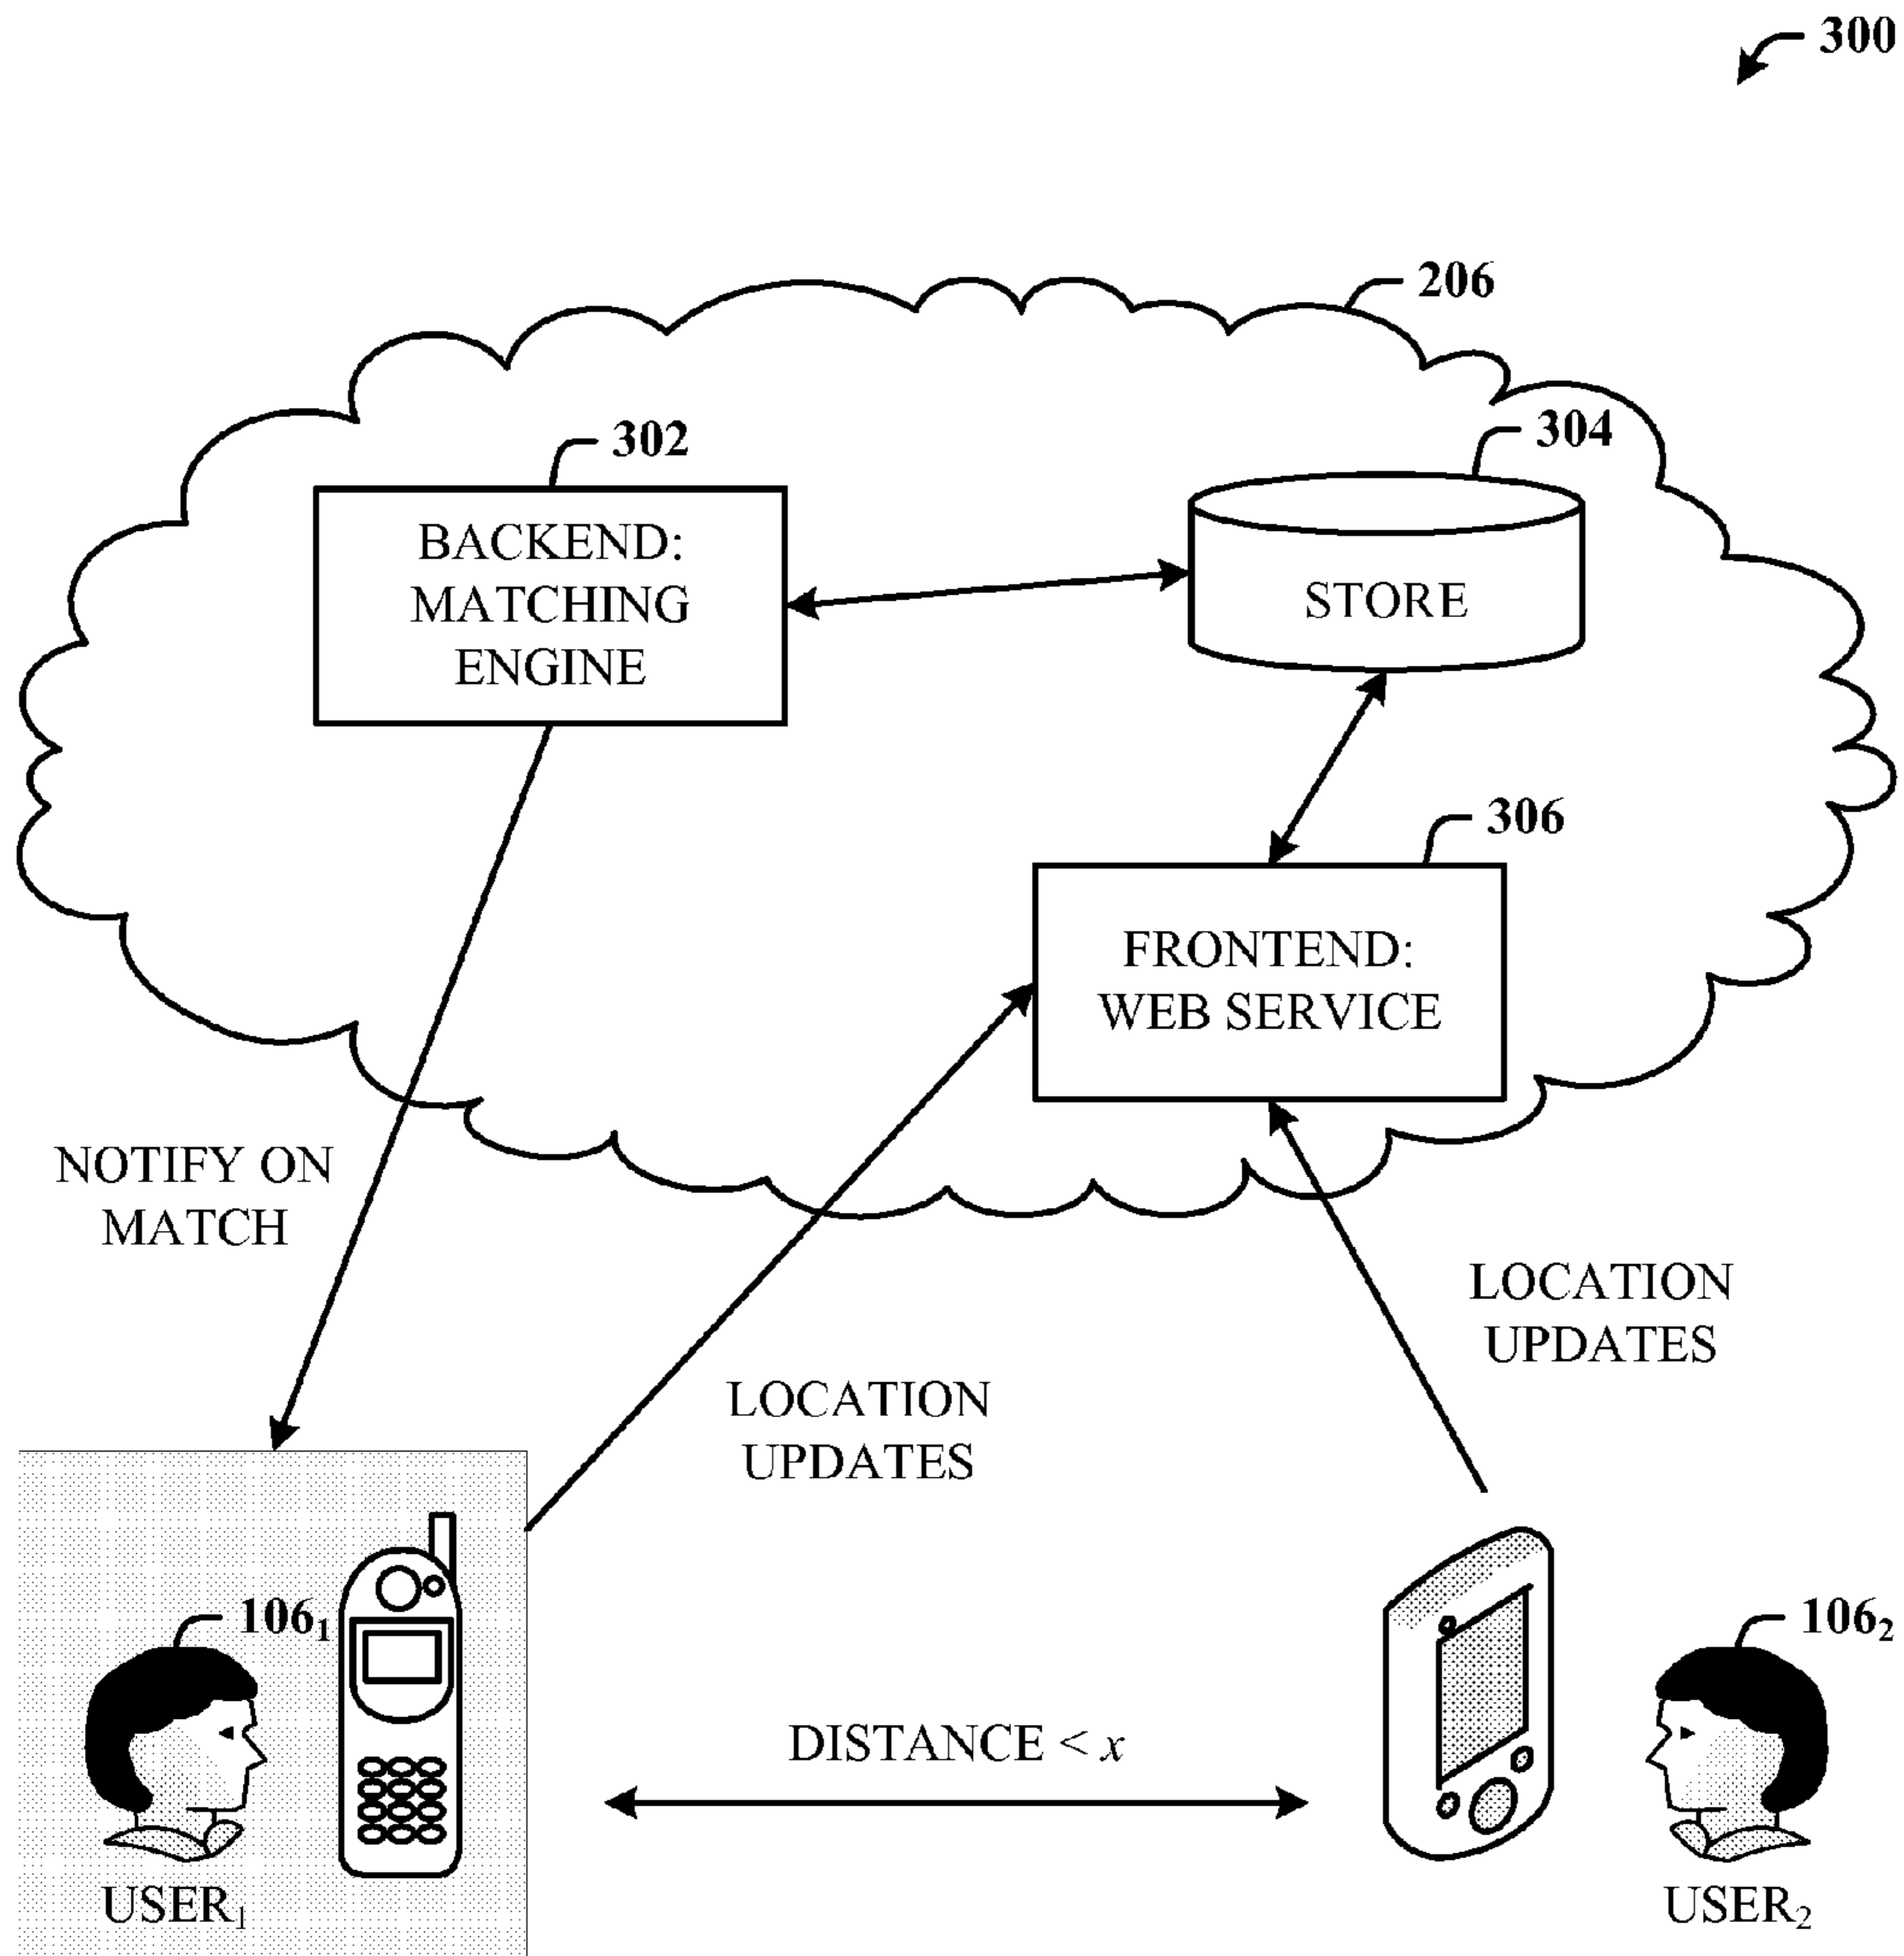 300
206
302
304
BACKEND:
MATCHING
ENGINE
STORE
306
FRONTEND:
WEB SERVICE
NOTIFY ON
MATCH
LOCATION
UPDATES
LOCATION
UPDATES
106₁
106₂
DISTANCE < x
USER₁
USER₂